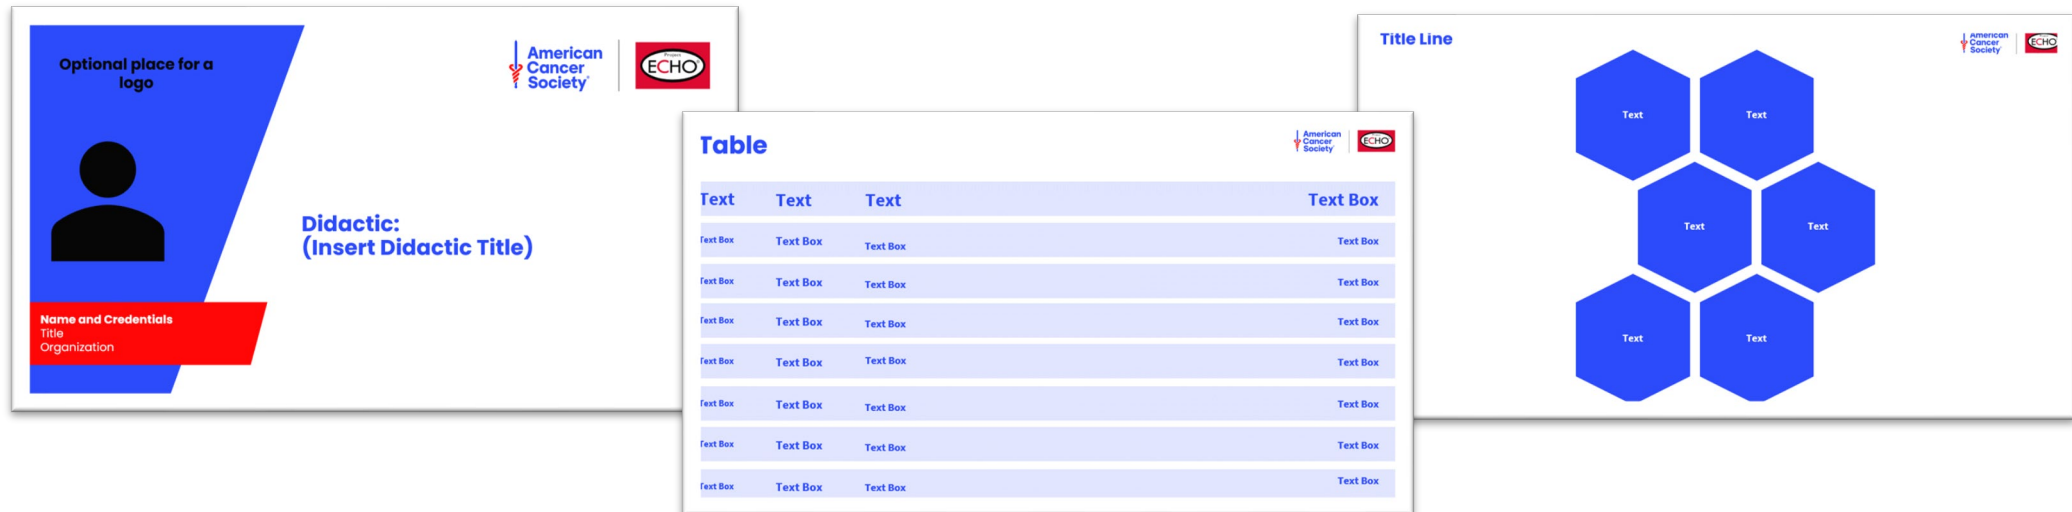 Optional place for a
logo
American
Cancer
Society
Project
ECHO
Didactic:
(Insert Didactic Title)
Name and Credentials
Title
Organization
Table
American
Cancer
Society
ECHO
Text Text Text Text Box
Text Box Text Box Text Box Text Box
Text Box Text Box Text Box Text Box
Text Box Text Box Text Box Text Box
Text Box Text Box Text Box Text Box
Text Box Text Box Text Box Text Box
Text Box Text Box Text Box Text Box
Text Box Text Box Text Box Text Box
Title Line
American
Cancer
Society
ECHO
Text Text
Text Text
Text Text